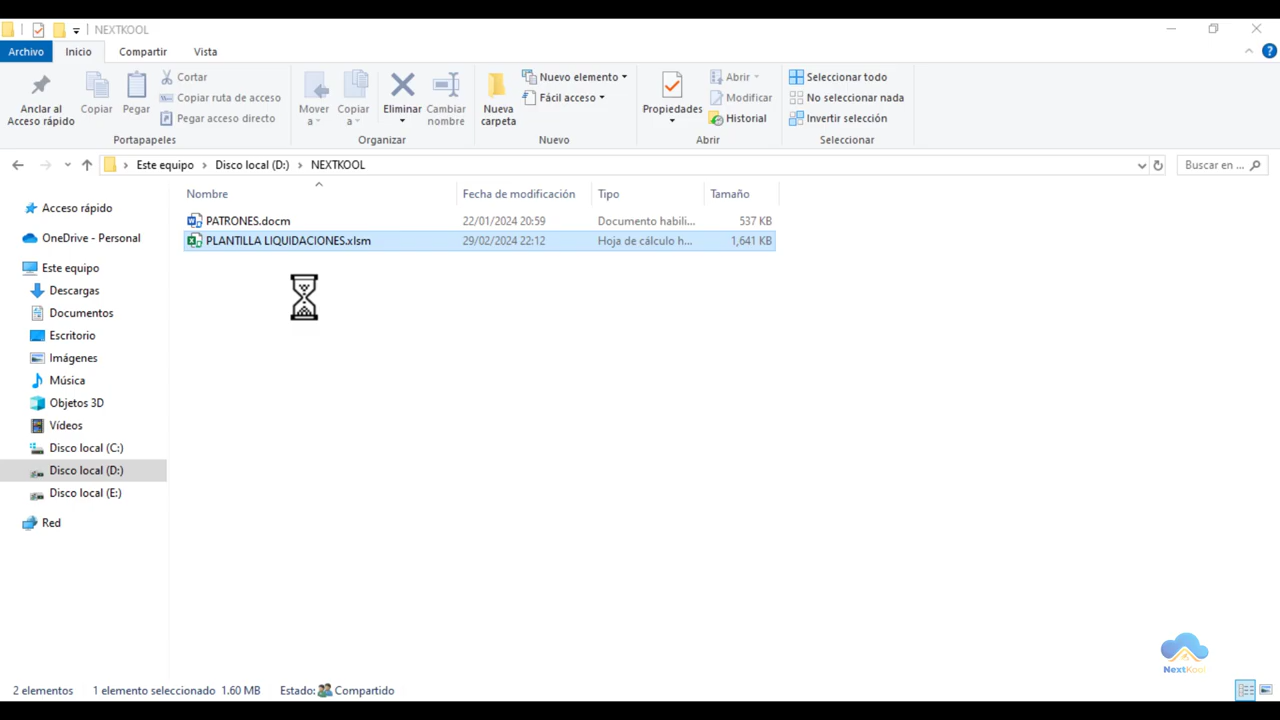 NEXTKOOL
Archivo Inicio Compartir Vista
Anclar al Acceso rápido
Copiar
Pegar
Cortar
Copiar ruta de acceso
Pegar acceso directo
Portapapeles
Mover a
Copiar a
Eliminar
Cambiar nombre
Organizar
Nueva carpeta
Nuevo elemento
Fácil acceso
Nuevo
Propiedades
Abrir
Modificar
Historial
Abrir
Seleccionar todo
No seleccionar nada
Invertir selección
Seleccionar
Este equipo > Disco local (D:) > NEXTKOOL
Buscar en ...
Acceso rápido
OneDrive - Personal
Este equipo
Descargas
Documentos
Escritorio
Imágenes
Música
Objetos 3D
Vídeos
Disco local (C:)
Disco local (D:)
Disco local (E:)
Red
Nombre Fecha de modificación Tipo Tamaño
PATRONES.docm 22/01/2024 20:59 Documento habili... 537 KB
PLANTILLA LIQUIDACIONES.xlsm 29/02/2024 22:12 Hoja de cálculo h... 1,641 KB
NextKool
2 elementos 1 elemento seleccionado 1.60 MB Estado: Compartido